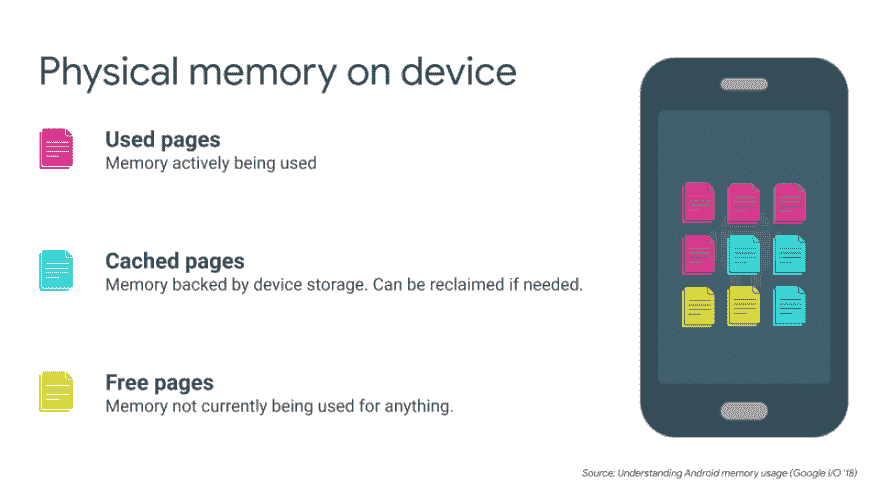 Physical memory on device
Used pages
Memory actively being used
Cached pages
Memory backed by device storage. Can be reclaimed if needed.
Free pages
Memory not currently being used for anything.
Source: Understanding Android memory usage (Google I/O '18)